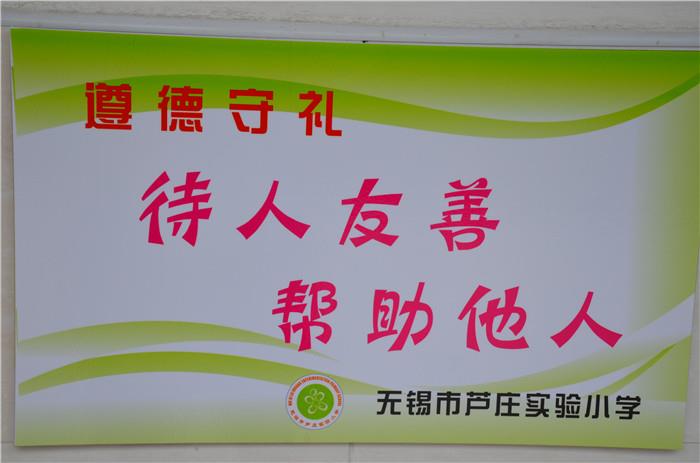 遵德守礼
待人友善
帮助他人
无锡市芦庄实验小学